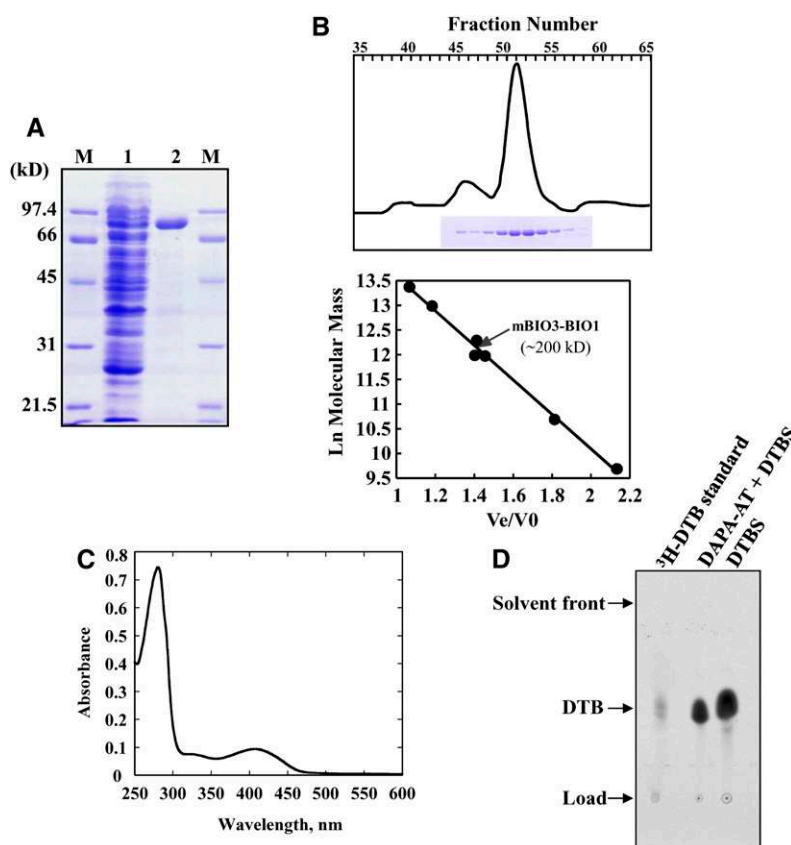 B
Fraction Number
35 40 45 50 55 60 65
A
M 1 2 M
(kD)
97.4
66
45
31
21.5
13.5
13
12.5
12
11.5
11
10.5
10
9.5
Ln Molecular Mass
mBIO3-BIO1
(~200 kD)
1 1.2 1.4 1.6 1.8 2 2.2
Ve/V0
C
0.8
0.7
0.6
0.5
0.4
0.3
0.2
0.1
0
Absorbance
250 300 350 400 450 500 550 600
Wavelength, nm
D
³H-DTB standard
DAPA-AT + DTBS
DTBS
Solvent front
DTB
Load